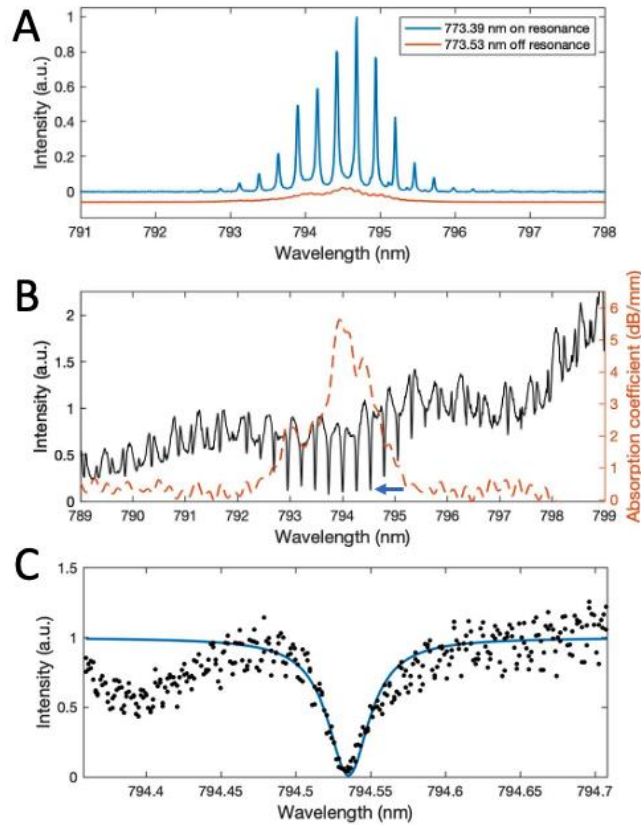 A
Intensity (a.u.)
1
0.8
0.6
0.4
0.2
0
773.39 nm on resonance
773.53 nm off resonance
791 792 793 794 795 796 797 798
Wavelength (nm)
B
Intensity (a.u.)
2
1.5
1
0.5
0
6
5
4
3
2
1
0
Absorption coefficient (dB/mm)
789 790 791 792 793 794 795 796 797 798 799
Wavelength (nm)
C
Intensity (a.u.)
1.5
1
0.5
0
794.4 794.45 794.5 794.55 794.6 794.65 794.7
Wavelength (nm)